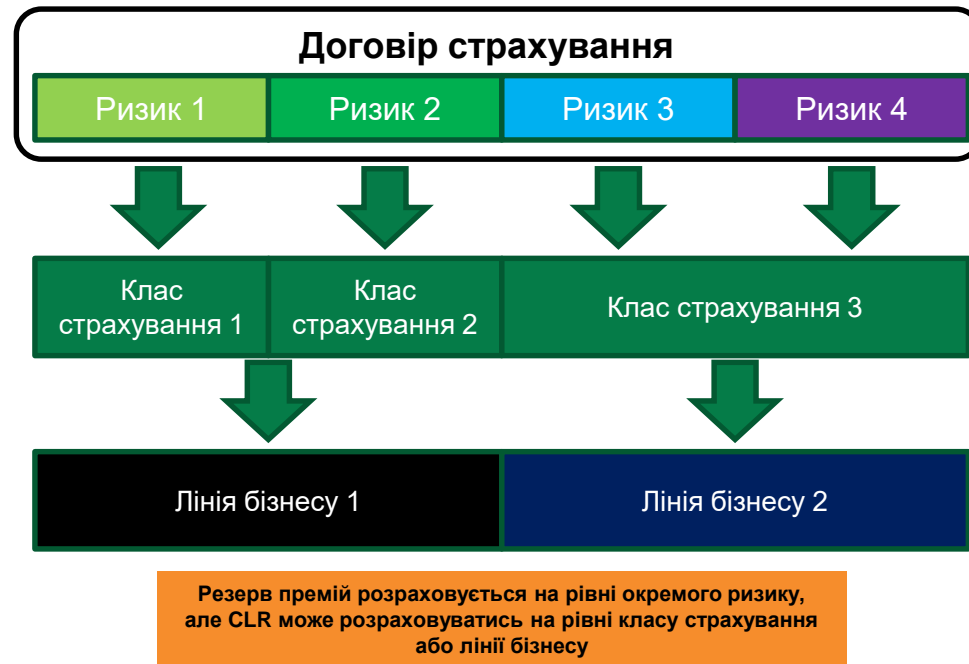 Договір страхування
Ризик 1
Ризик 2
Ризик 3
Ризик 4
Клас
страхування 1
Клас
страхування 2
Клас страхування 3
Лінія бізнесу 1
Лінія бізнесу 2
Резерв премій розраховується на рівні окремого ризику,
але CLR може розраховуватись на рівні класу страхування
або лінії бізнесу